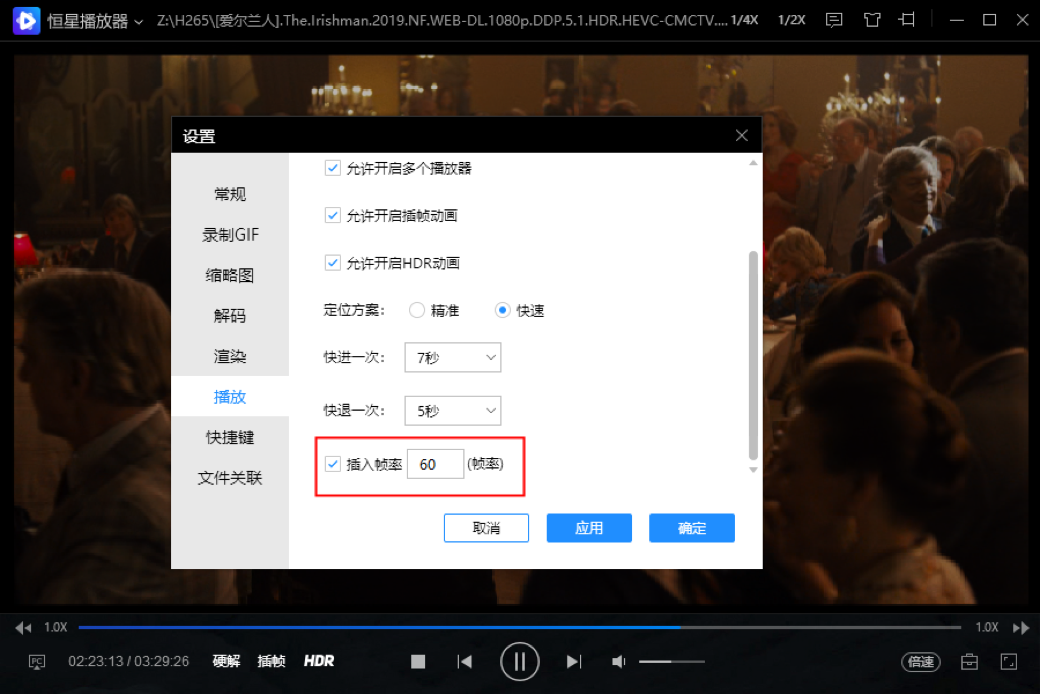 恒星播放器 Z:\H265\[爱尔兰人].The.Irishman.2019.NF.WEB-DL.1080p.DDP.5.1.HDR.HEVC-CMCTV.... 1/4X 1/2X
设置
常规
录制GIF
缩略图
解码
渲染
播放
快捷键
文件关联
允许开启多个播放器
允许开启插帧动画
允许开启HDR动画
定位方案: 精准 快速
快进一次: 7秒
快退一次: 5秒
插入帧率 60 (帧率)
取消 应用 确定
1.0X 1.0X
PC 02:23:13 / 03:29:26 硬解 插帧 HDR 倍速